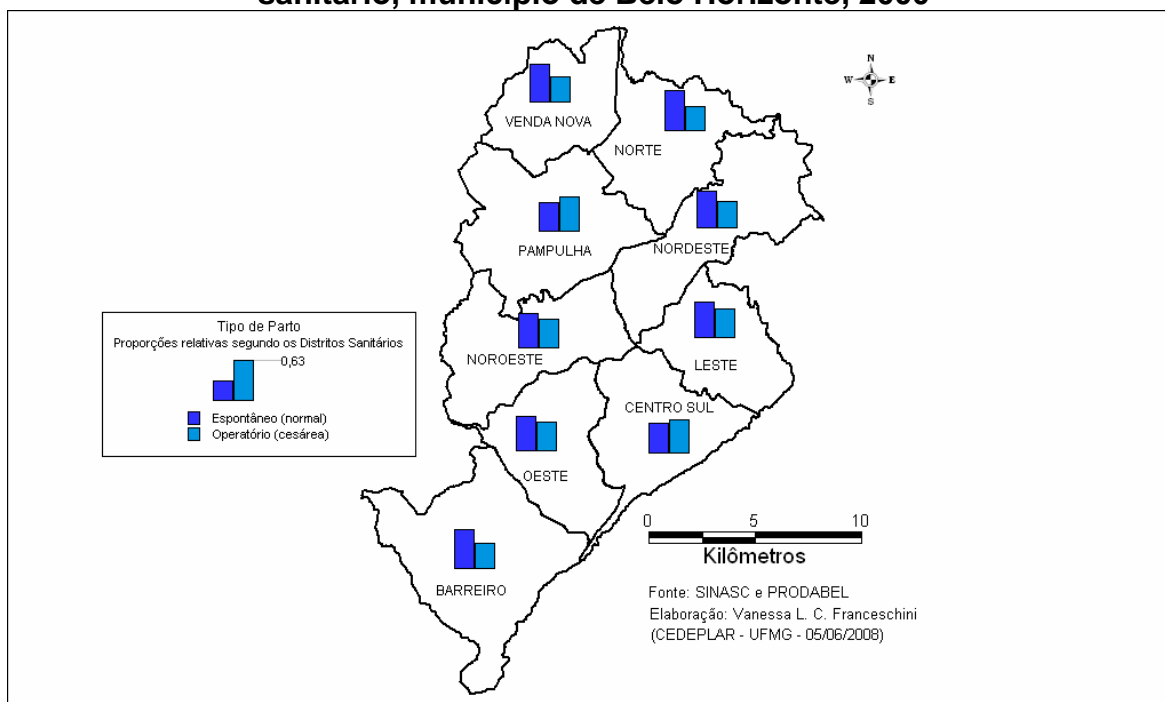 sanitário, município de Belo Horizonte, 2000
N
W E
S
VENDA NOVA
NORTE
PAMPULHA
NORDESTE
NOROESTE
LESTE
CENTRO SUL
OESTE
BARREIRO
Tipo de Parto
Proporções relativas segundo os Distritos Sanitários
0,63
Espontâneo (normal)
Operatório (cesárea)
0 5 10
Kilômetros
Fonte: SINASC e PRODABEL
Elaboração: Vanessa L. C. Franceschini
(CEDEPLAR - UFMG - 05/06/2008)